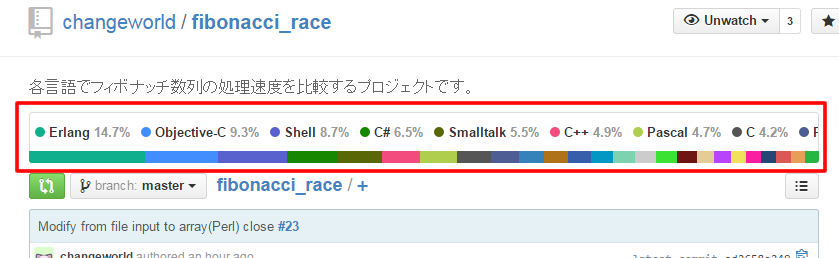 changeworld / fibonacci_race
Unwatch 3
各言語でフィボナッチ数列の処理速度を比較するプロジェクトです。
Erlang 14.7% Objective-C 9.3% Shell 8.7% C# 6.5% Smalltalk 5.5% C++ 4.9% Pascal 4.7% C 4.2%
branch: master fibonacci_race / +
Modify from file input to array(Perl) close #23
changeworld authored an hour ago